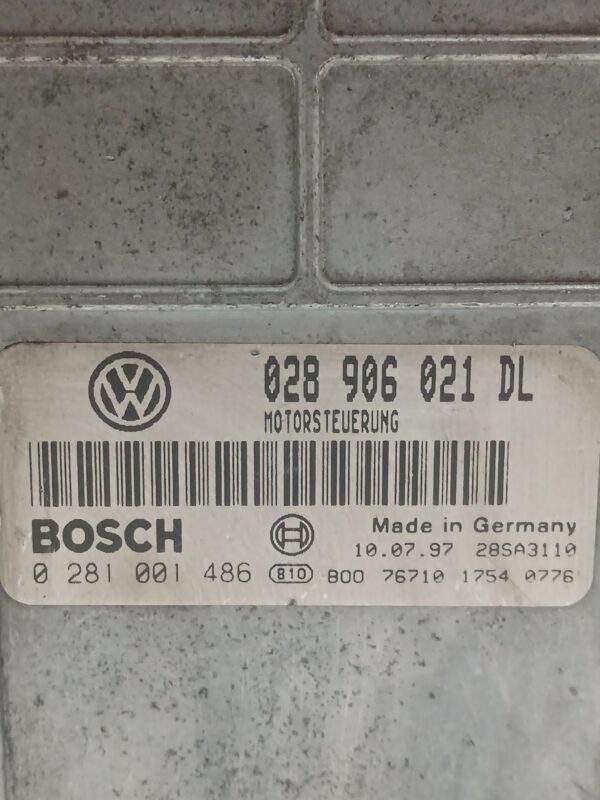 028 906 021 DL
MOTORSTEUERUNG
BOSCH
Made in Germany
10.07.97 28SA3110
0 281 001 486 810 B00 76710 1754 0776